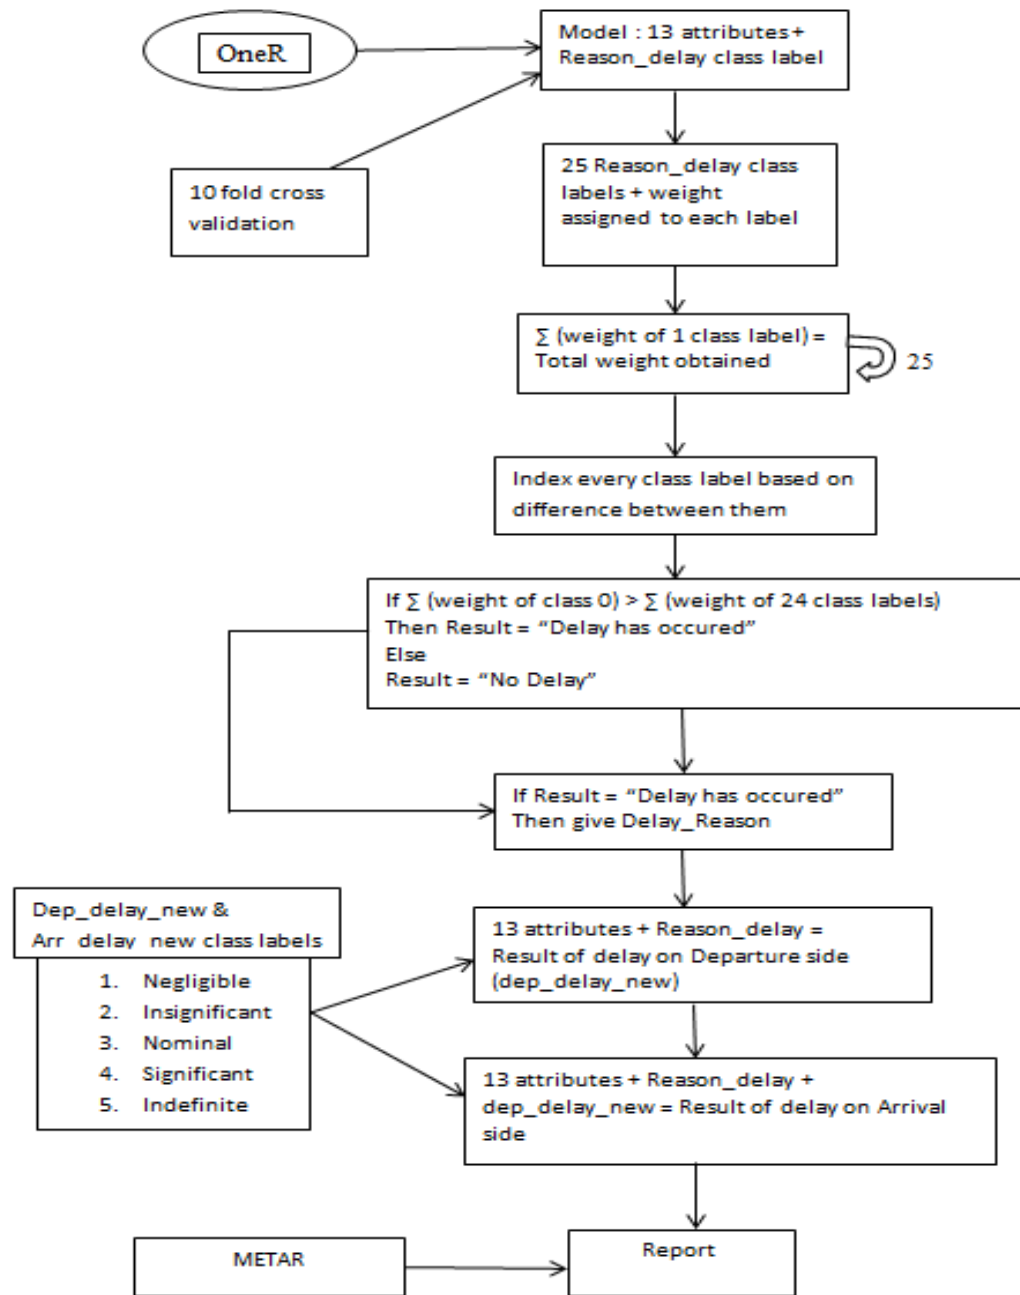 OneR
Model : 13 attributes +
Reason_delay class label
10 fold cross
validation
25 Reason_delay class
labels + weight
assigned to each label
∑ (weight of 1 class label) =
Total weight obtained
25
Index every class label based on
difference between them
If ∑ (weight of class 0) > ∑ (weight of 24 class labels)
Then Result = “Delay has occured”
Else
Result = “No Delay”
If Result = “Delay has occured”
Then give Delay_Reason
Dep_delay_new &
Arr_delay_new class labels
1. Negligible
2. Insignificant
3. Nominal
4. Significant
5. Indefinite
13 attributes + Reason_delay =
Result of delay on Departure side
(dep_delay_new)
13 attributes + Reason_delay +
dep_delay_new = Result of delay on Arrival
side
METAR
Report